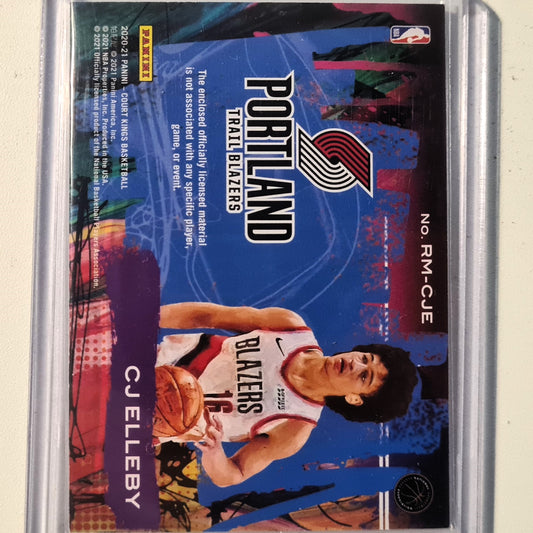 No. RM-CJE
PORTLAND
TRAIL BLAZERS
The enclosed officially licensed material
is not associated with any specific player,
game, or event.
BLAZERS
16
CJ ELLEBY
PANINI
2020-21 PANINI - COURT KINGS BASKETBALL
© 2021 Panini America, Inc.
© 2021 NBA Properties, Inc. Produced in the USA.
© 2021 Officially licensed product of the National Basketball Players Association.
NBA